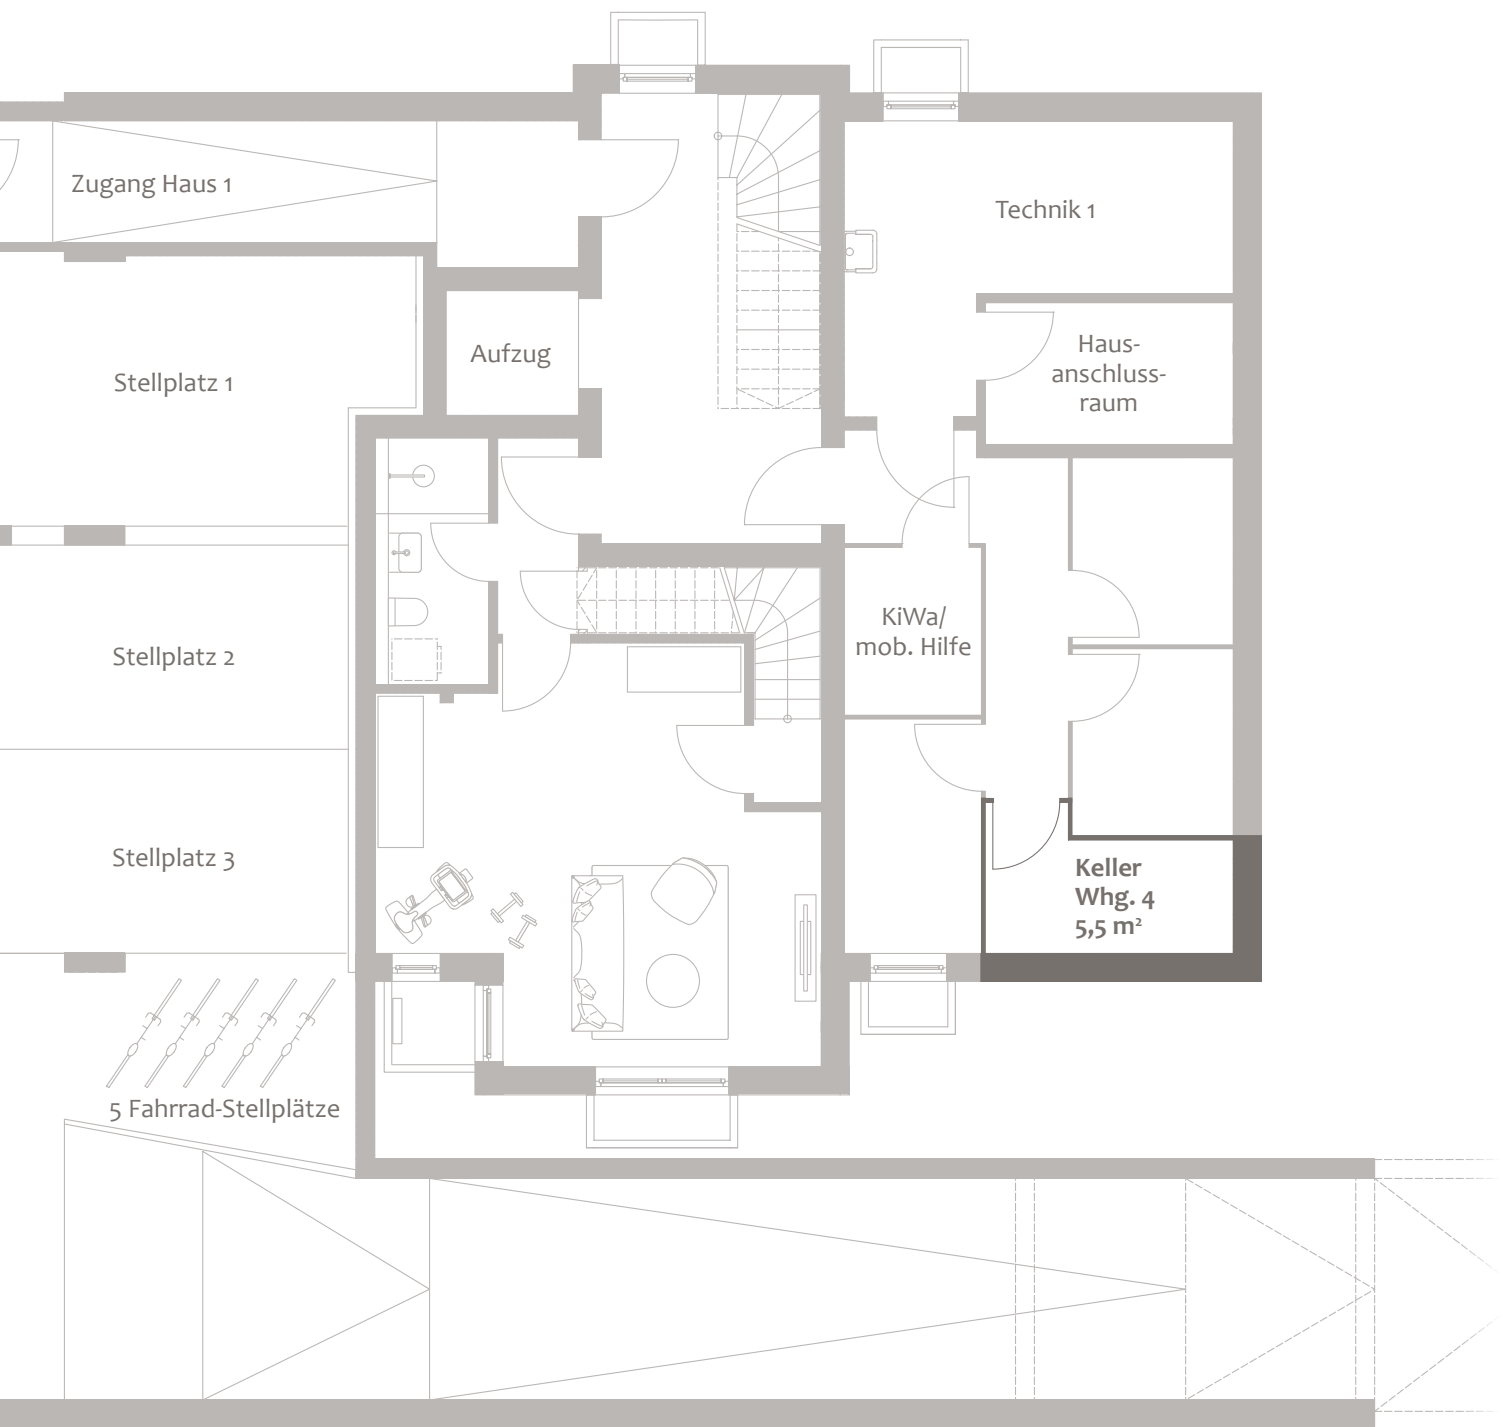 Zugang Haus 1
Technik 1
Haus-
anschluss-
raum
Aufzug
Stellplatz 1
KiWa/
mob. Hilfe
Stellplatz 2
Stellplatz 3
Keller
Whg. 4
5,5 m²
5 Fahrrad-Stellplätze